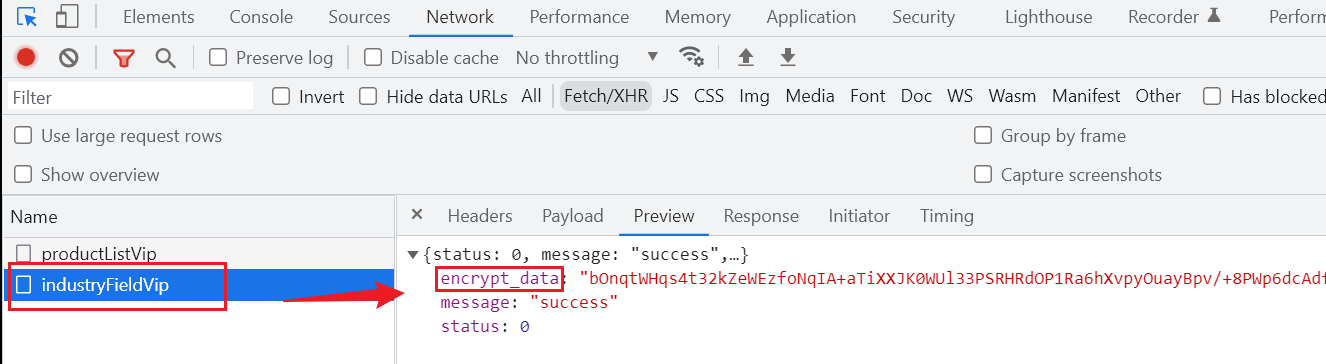 Elements Console Sources Network Performance Memory Application Security Lighthouse Recorder Perform
Preserve log Disable cache No throttling
Filter Invert Hide data URLs All Fetch/XHR JS CSS Img Media Font Doc WS Wasm Manifest Other Has blocked
Use large request rows Group by frame
Show overview Capture screenshots
Name × Headers Payload Preview Response Initiator Timing
productListVip {status: 0, message: "success",…}
industryFieldVip encrypt_data: "bOnqtWHqs4t32kZeWEzfoNqIA+aTiXXJK0WUl33PSRHRdOP1Ra6hXvpyOuayBpv/+8PWp6dcAdf
message: "success"
status: 0